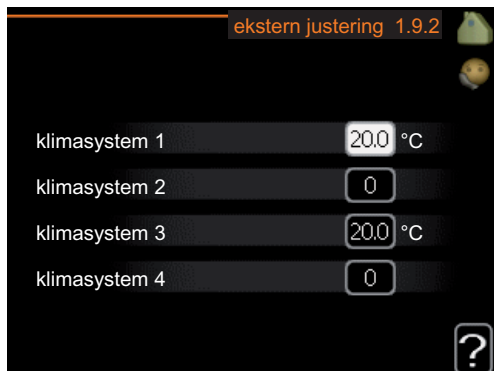 ekstern justering 1.9.2
klimasystem 1 20.0 °C
klimasystem 2 0
klimasystem 3 20.0 °C
klimasystem 4 0
?